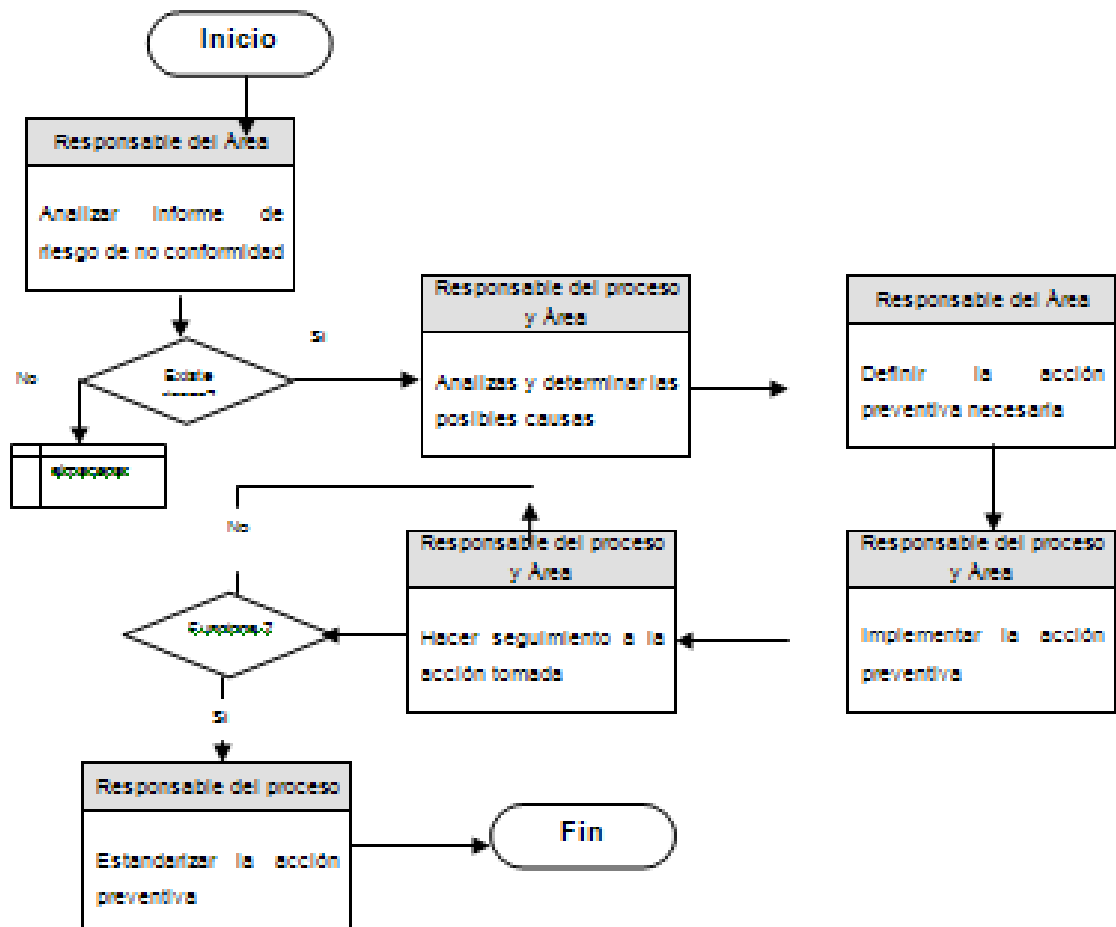 Inicio
Responsable del Área
Analizar informe de
riesgo de no conformidad
Si
No
Existe
Responsable del proceso
y Área
Analizas y determinar las
posibles causas
Responsable del Área
Definir la acción
preventiva necesaria
No
Responsable del proceso
y Área
Hacer seguimiento a la
acción tomada
Responsable del proceso
y Área
Implementar la acción
preventiva
Si
Responsable del proceso
Estandarizar la acción
preventiva
Fin